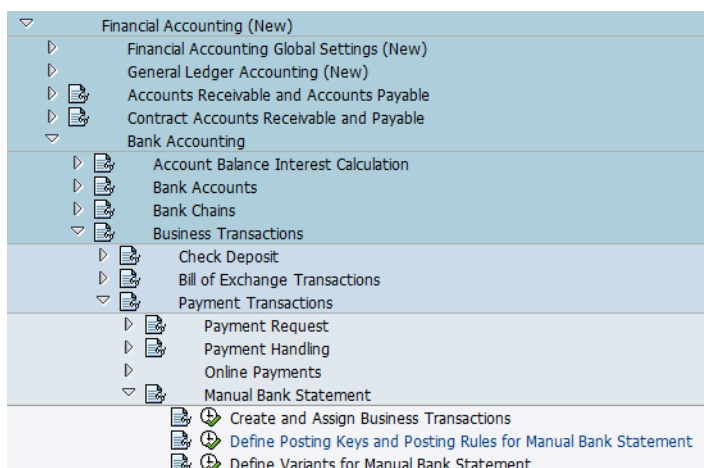 Financial Accounting (New)
Financial Accounting Global Settings (New)
General Ledger Accounting (New)
Accounts Receivable and Accounts Payable
Contract Accounts Receivable and Payable
Bank Accounting
Account Balance Interest Calculation
Bank Accounts
Bank Chains
Business Transactions
Check Deposit
Bill of Exchange Transactions
Payment Transactions
Payment Request
Payment Handling
Online Payments
Manual Bank Statement
Create and Assign Business Transactions
Define Posting Keys and Posting Rules for Manual Bank Statement
Define Variants for Manual Bank Statement